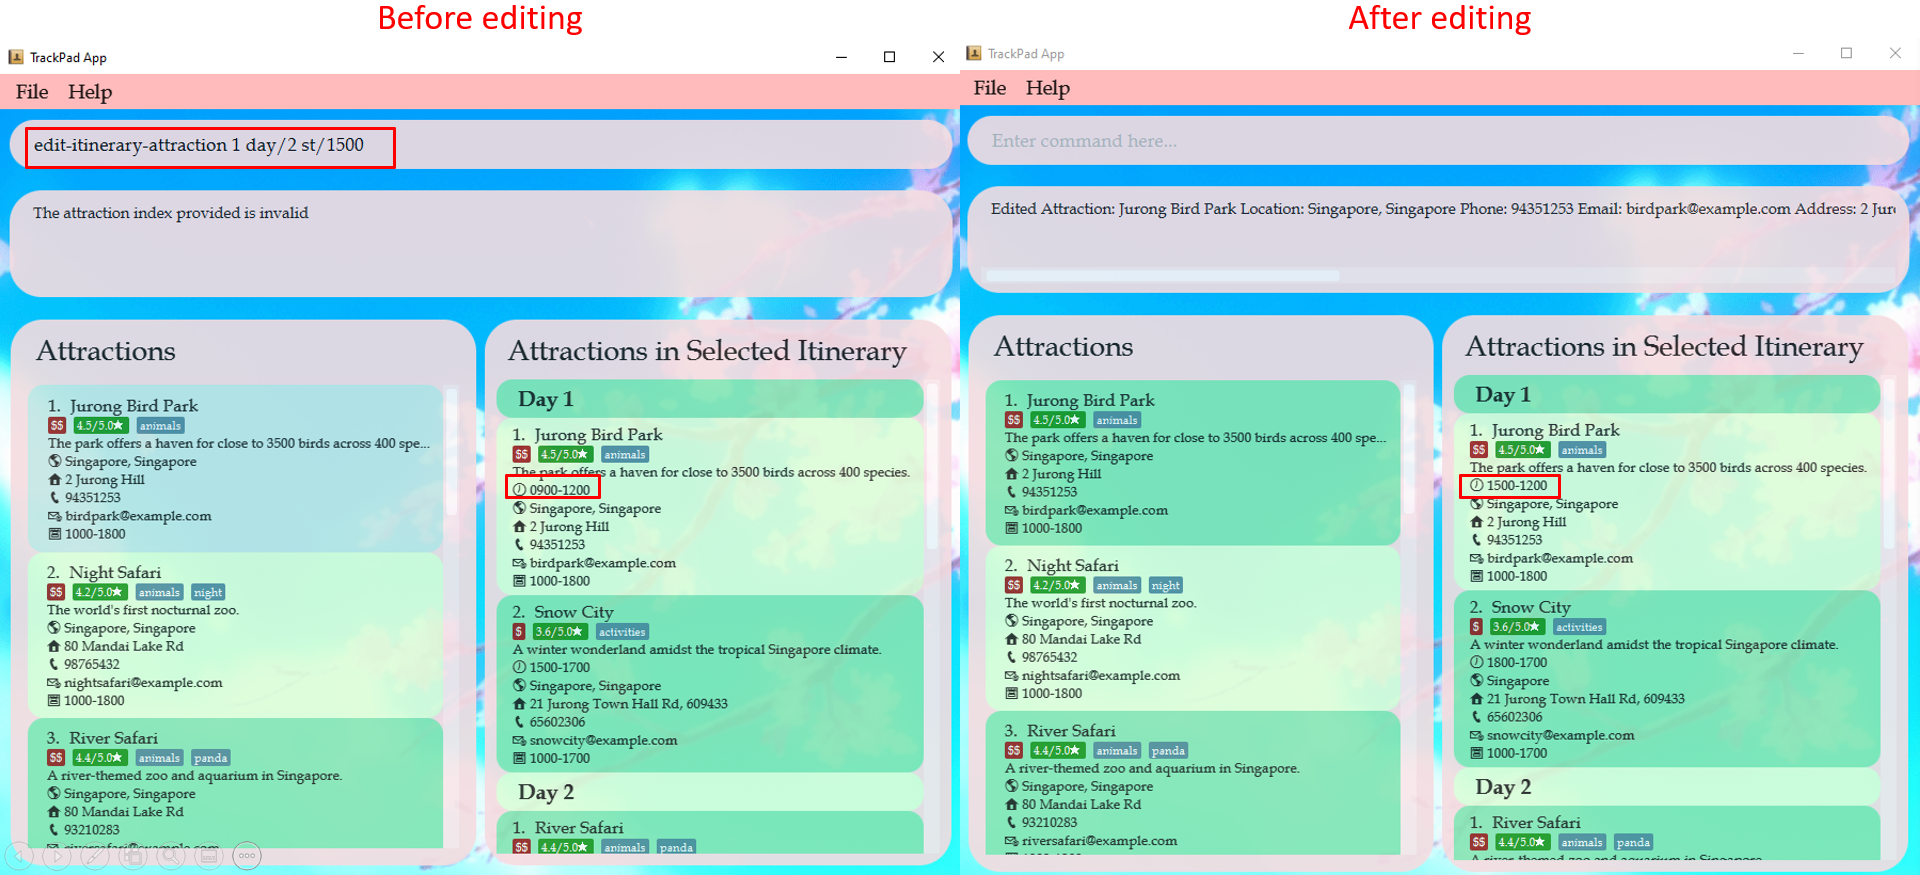 Before editing
TrackPad App
File Help
edit-itinerary-attraction 1 day/2 st/1500
The attraction index provided is invalid
Attractions
1. Jurong Bird Park
$$ 4.5/5.0★ animals
The park offers a haven for close to 3500 birds across 400 spe...
Singapore, Singapore
2 Jurong Hill
94351253
birdpark@example.com
1000-1800
2. Night Safari
$$ 4.2/5.0★ animals night
The world's first nocturnal zoo.
Singapore, Singapore
80 Mandai Lake Rd
98765432
nightsafari@example.com
1000-1800
3. River Safari
$$ 4.4/5.0★ animals panda
A river-themed zoo and aquarium in Singapore.
Singapore, Singapore
80 Mandai Lake Rd
93210283
riversafari@example.com
Attractions in Selected Itinerary
Day 1
1. Jurong Bird Park
$$ 4.5/5.0★ animals
The park offers a haven for close to 3500 birds across 400 species.
0900-1200
Singapore, Singapore
2 Jurong Hill
94351253
birdpark@example.com
1000-1800
2. Snow City
$ 3.6/5.0★ activities
A winter wonderland amidst the tropical Singapore climate.
1500-1700
Singapore, Singapore
21 Jurong Town Hall Rd, 609433
65602306
snowcity@example.com
1000-1700
Day 2
1. River Safari
$$ 4.4/5.0★ animals panda
After editing
TrackPad App
File Help
Enter command here...
Edited Attraction: Jurong Bird Park Location: Singapore, Singapore Phone: 94351253 Email: birdpark@example.com Address: 2 Jur
Attractions
1. Jurong Bird Park
$$ 4.5/5.0★ animals
The park offers a haven for close to 3500 birds across 400 spe...
Singapore, Singapore
2 Jurong Hill
94351253
birdpark@example.com
1000-1800
2. Night Safari
$$ 4.2/5.0★ animals night
The world's first nocturnal zoo.
Singapore, Singapore
80 Mandai Lake Rd
98765432
nightsafari@example.com
1000-1800
3. River Safari
$$ 4.4/5.0★ animals panda
A river-themed zoo and aquarium in Singapore.
Singapore, Singapore
80 Mandai Lake Rd
93210283
riversafari@example.com
Attractions in Selected Itinerary
Day 1
1. Jurong Bird Park
$$ 4.5/5.0★ animals
The park offers a haven for close to 3500 birds across 400 species.
1500-1200
Singapore, Singapore
2 Jurong Hill
94351253
birdpark@example.com
1000-1800
2. Snow City
$ 3.6/5.0★ activities
A winter wonderland amidst the tropical Singapore climate.
1800-1700
Singapore
21 Jurong Town Hall Rd, 609433
65602306
snowcity@example.com
1000-1700
Day 2
1. River Safari
$$ 4.4/5.0★ animals panda
A river-themed zoo and aquarium in Singapore